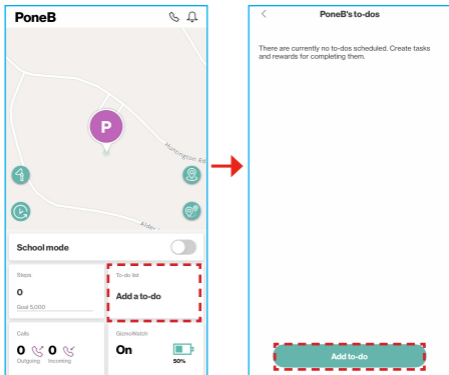 PoneB
P
Huntington Rd
Alder
School mode
Steps
0
Goal 5,000
To-do list
Add a to-do
Calls
0 0
Outgoing Incoming
GizmoWatch
On
50%
PoneB's to-dos
There are currently no to-dos scheduled. Create tasks
and rewards for completing them.
Add to-do